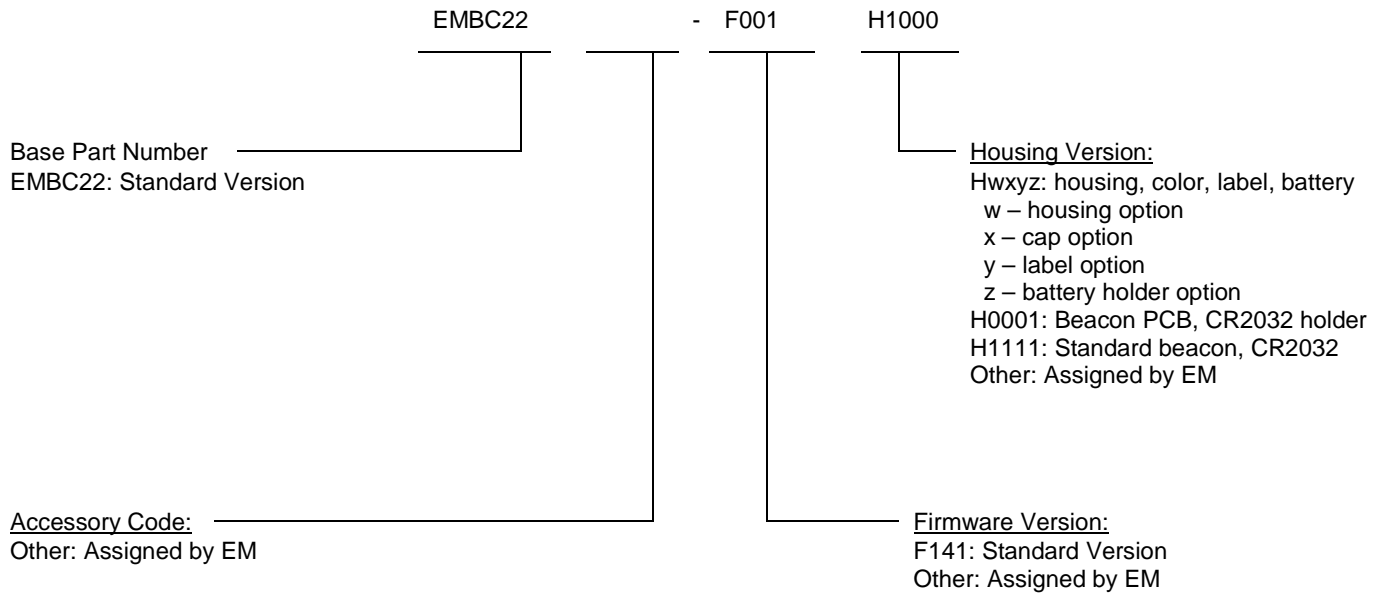 EMBC22 - F001 H1000
Base Part Number
EMBC22: Standard Version
Housing Version:
Hwxyz: housing, color, label, battery
w – housing option
x – cap option
y – label option
z – battery holder option
H0001: Beacon PCB, CR2032 holder
H1111: Standard beacon, CR2032
Other: Assigned by EM
Accessory Code:
Other: Assigned by EM
Firmware Version:
F141: Standard Version
Other: Assigned by EM